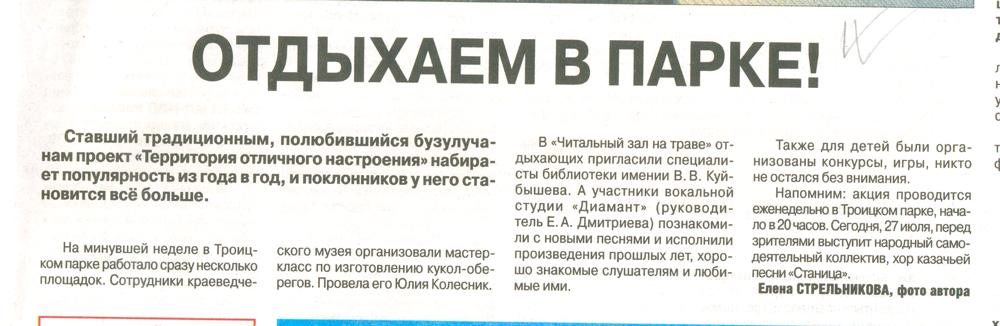 ОТДЫХАЕМ В ПАРКЕ!
Ставший традиционным, полюбившийся бузулуча-
нам проект «Территория отличного настроения» набира-
ет популярность из года в год, и поклонников у него ста-
новится всё больше.
На минувшей неделе в Троиц-
ком парке работало сразу несколько
площадок. Сотрудники краеведче-
ского музея организовали мастер-
класс по изготовлению кукол-обе-
регов. Провела его Юлия Колесник.
В «Читальный зал на траве» от-
дыхающих пригласили специали-
сты библиотеки имении В. В. Куй-
бышева. А участники вокальной
студии «Диамант» (руководи-
тель Е. А. Дмитриева) познакоми-
ли с новыми песнями и исполнили
произведения прошлых лет, хоро-
шо знакомые слушателям и люби-
мые ими.
Также для детей были орга-
низованы конкурсы, игры, никто
не остался без внимания.
Напомним: акция проводится
еженедельно в Троицком парке, нача-
ло в 20 часов. Сегодня, 27 июля, перед
зрителями выступит народный само-
деятельный коллектив, хор казачьей
песни «Станица».
Елена СТРЕЛЬНИКОВА, фото автора